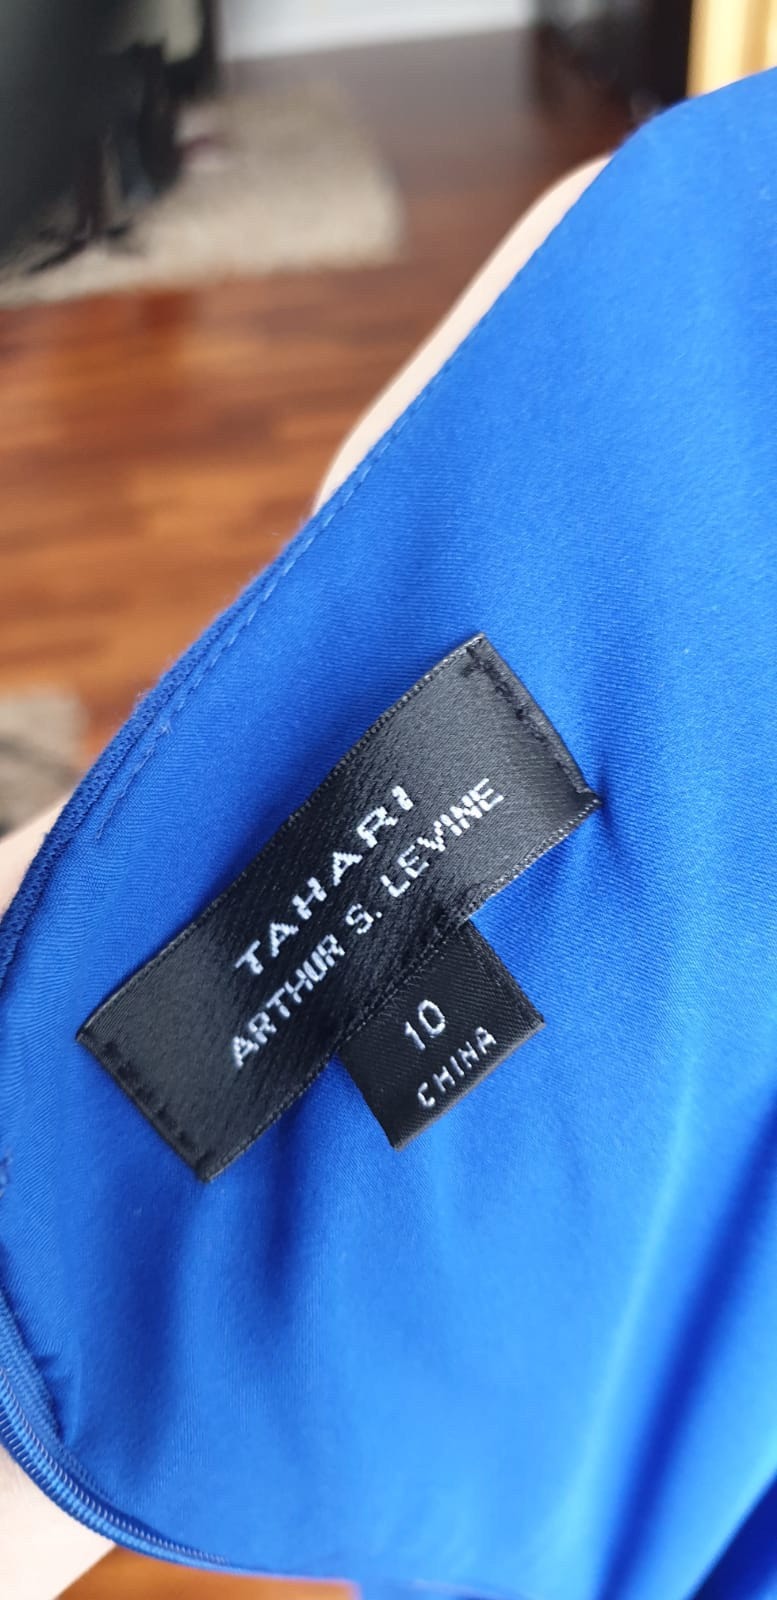 TAHARI
ARTHUR S. LEVINE
10
CHINA